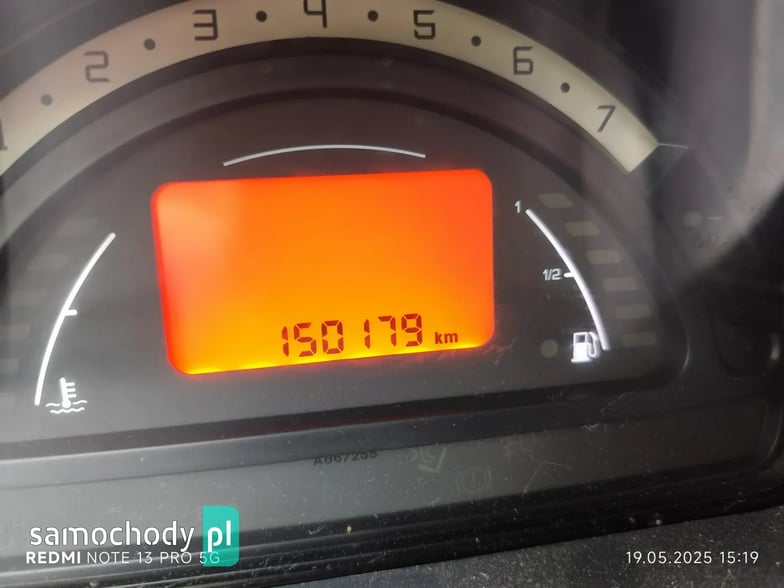 1 2 3 4 5 6 7
1
1/2
150179 km
samochody pl
REDMI NOTE 13 PRO 5G
19.05.2025 15:19